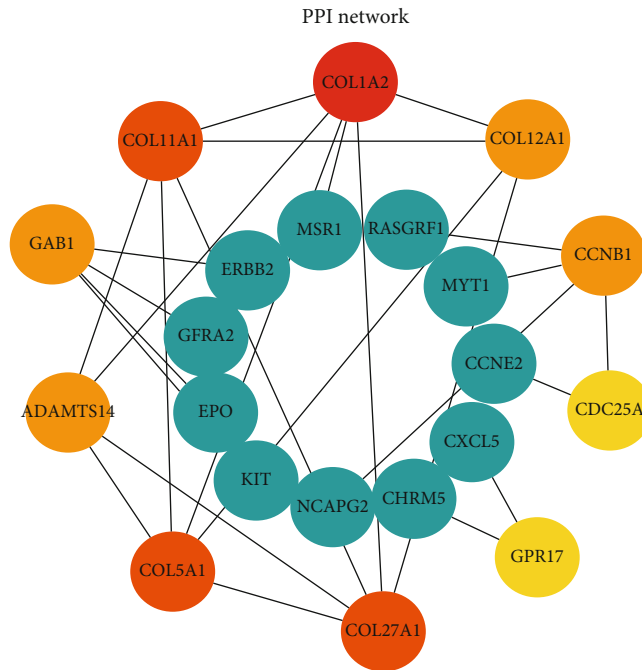 PPI network
COL1A2
COL11A1
COL12A1
MSR1
RASGRF1
GAB1
CCNB1
ERBB2
MYT1
GFRA2
CCNE2
ADAMTS14
EPO
CDC25A
CXCL5
KIT
NCAPG2
CHRM5
GPR17
COL5A1
COL27A1